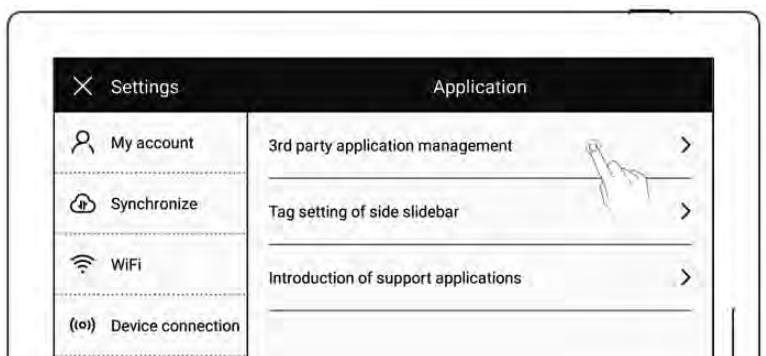 Settings
Application
My account
3rd party application management
Synchronize
Tag setting of side slidebar
WiFi
Introduction of support applications
Device connection